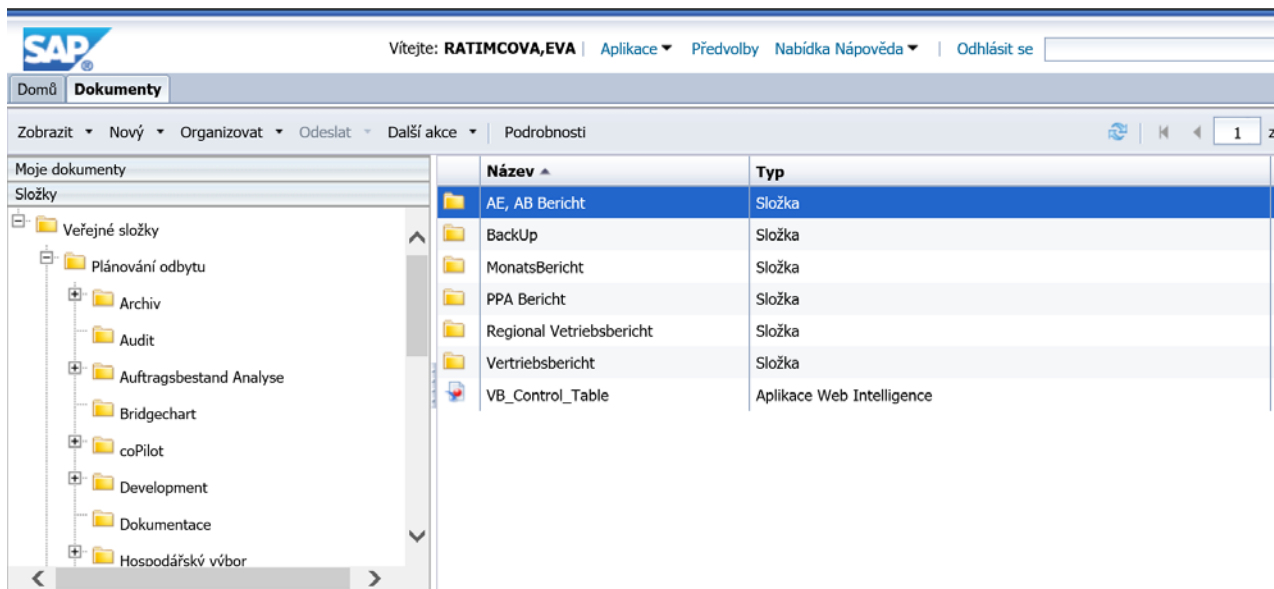 SAP®
Vítejte: RATIMCOVA,EVA | Aplikace Předvolby Nabídka Nápověda | Odhlásit se
Domů Dokumenty
Zobrazit Nový Organizovat Odeslat Další akce Podrobnosti 1 z
Moje dokumenty
Složky
Veřejné složky
Plánování odbytu
Archiv
Audit
Auftragsbestand Analyse
Bridgechart
coPilot
Development
Dokumentace
Hospodářský výbor
Název Typ
AE, AB Bericht Složka
BackUp Složka
MonatsBericht Složka
PPA Bericht Složka
Regional Vetriebsbericht Složka
Vertriebsbericht Složka
VB_Control_Table Aplikace Web Intelligence